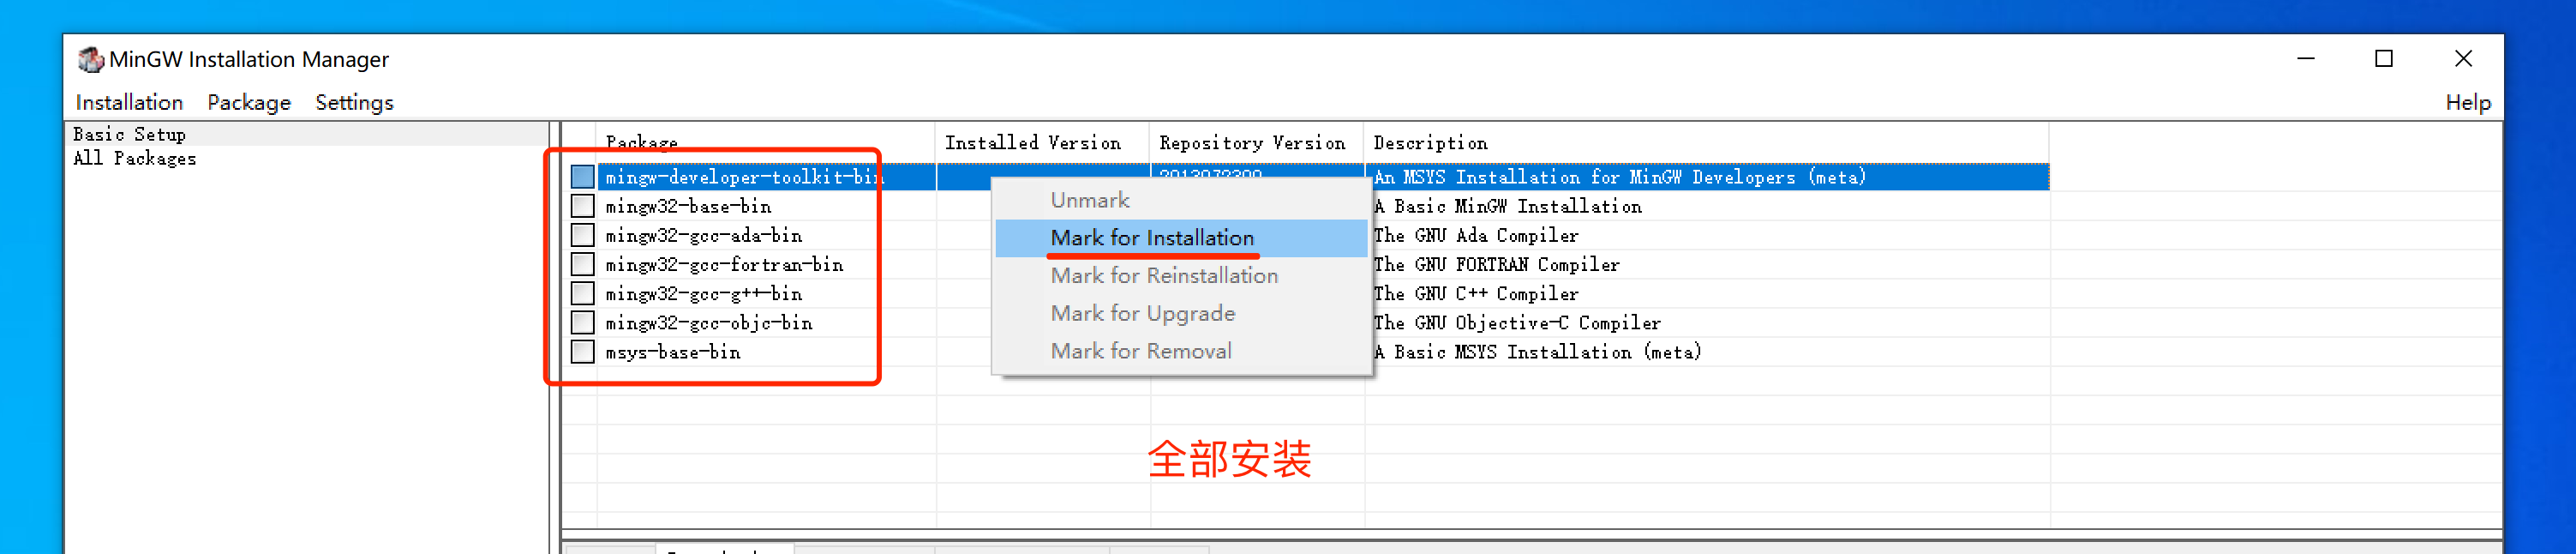 MinGW Installation Manager
Installation Package Settings Help
Basic Setup
All Packages
Package Installed Version Repository Version Description
mingw-developer-toolkit-bin 2013072300 An MSYS Installation for MinGW Developers (meta)
mingw32-base-bin A Basic MinGW Installation
mingw32-gcc-ada-bin The GNU Ada Compiler
mingw32-gcc-fortran-bin The GNU FORTRAN Compiler
mingw32-gcc-g++-bin The GNU C++ Compiler
mingw32-gcc-objc-bin The GNU Objective-C Compiler
msys-base-bin A Basic MSYS Installation (meta)
Unmark
Mark for Installation
Mark for Reinstallation
Mark for Upgrade
Mark for Removal
全部安装